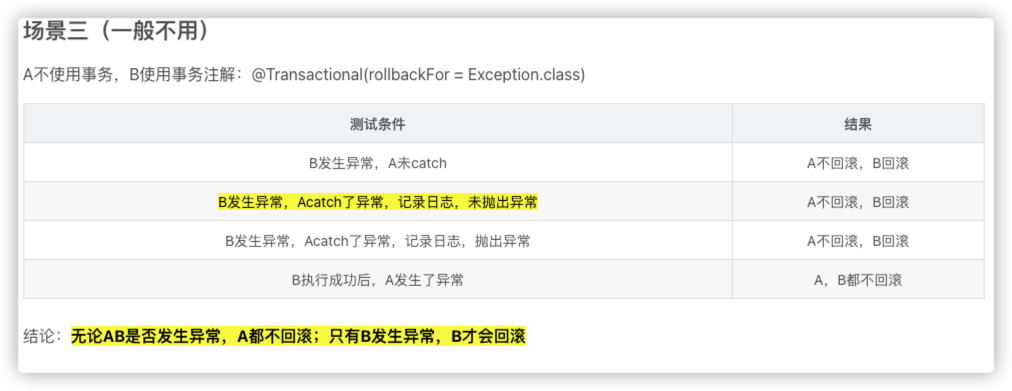 场景三（一般不用）
A不使用事务，B使用事务注解：@Transactional(rollbackFor = Exception.class)
测试条件 结果
B发生异常，A未catch A不回滚，B回滚
B发生异常，Acatch了异常，记录日志，未抛出异常 A不回滚，B回滚
B发生异常，Acatch了异常，记录日志，抛出异常 A不回滚，B回滚
B执行成功后，A发生了异常 A，B都不回滚
结论：无论AB是否发生异常，A都不回滚；只有B发生异常，B才会回滚